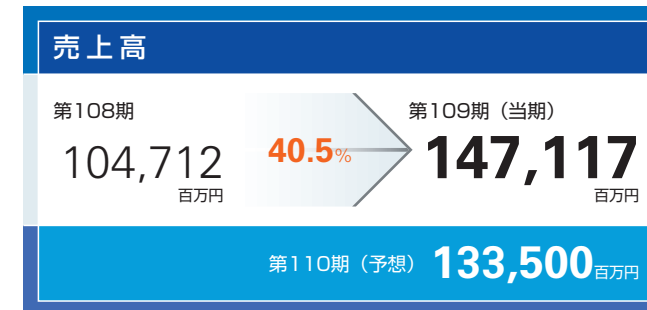 売上高
第108期
104,712
百万円
40.5%
第109期（当期）
147,117
百万円
第110期（予想） 133,500百万円